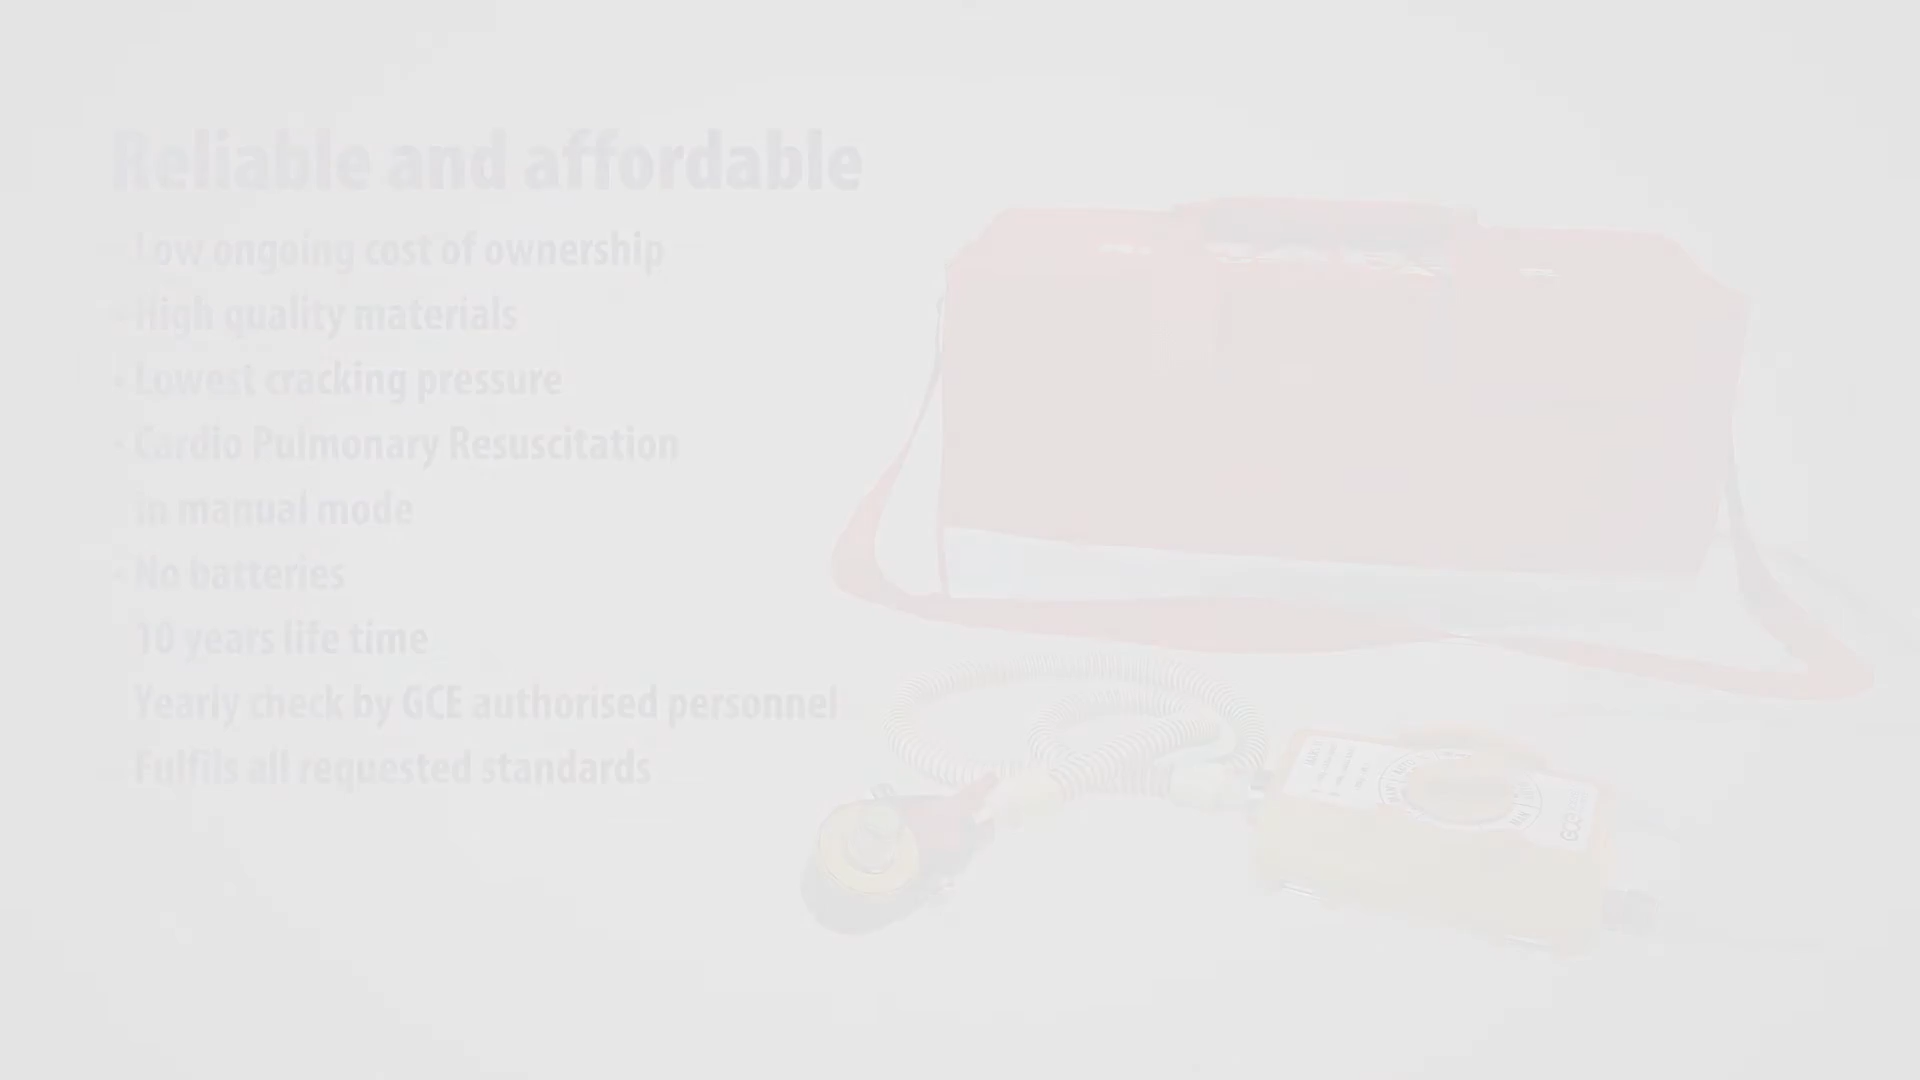 Reliable and affordable
- Low ongoing cost of ownership
- High quality materials
- Lowest cracking pressure
- Cardio Pulmonary Resuscitation
in manual mode
- No batteries
10 years life time
Yearly check by GCE authorised personnel
- Fulfils all requested standards
GCE